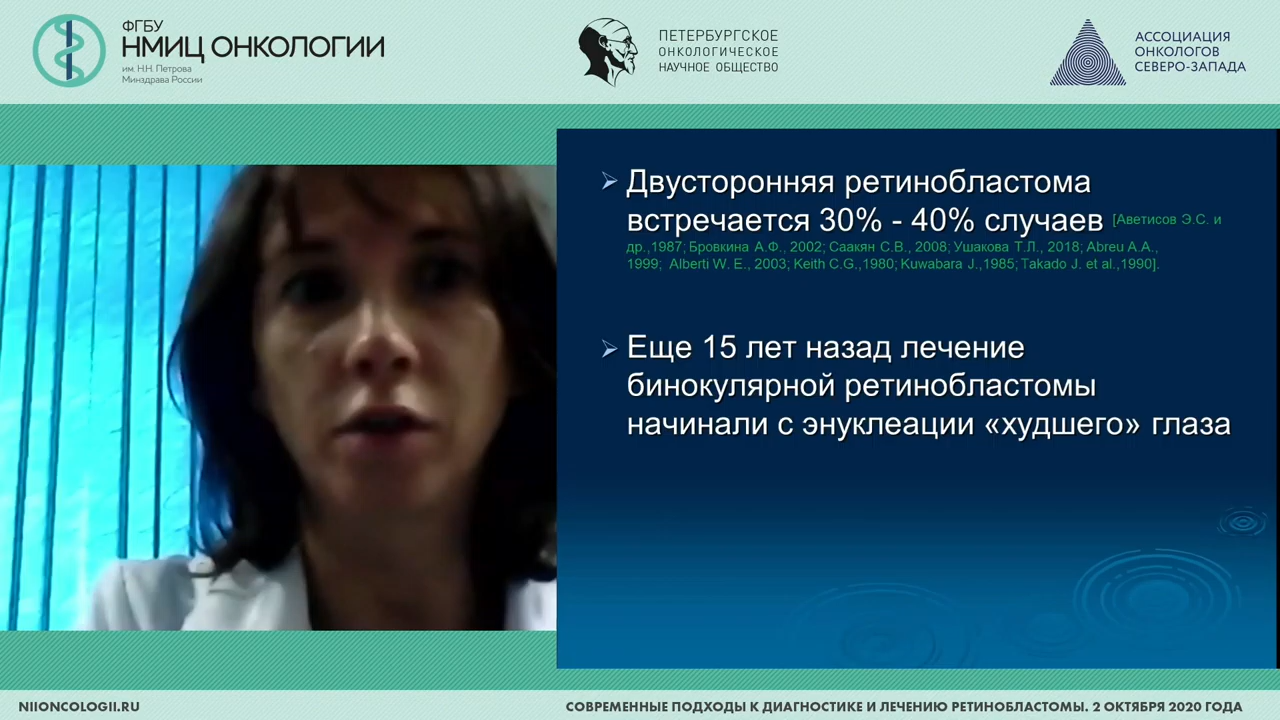 ФГБУ
НМИЦ ОНКОЛОГИИ
им. Н.Н. Петрова
Минздрава России
ПЕТЕРБУРГСКОЕ
ОНКОЛОГИЧЕСКОЕ
НАУЧНОЕ ОБЩЕСТВО
АССОЦИАЦИЯ
ОНКОЛОГОВ
СЕВЕРО-ЗАПАДА
Двусторонняя ретинобластома
встречается 30% - 40% случаев [Аветисов Э.С. и
др.,1987; Бровкина А.Ф., 2002; Саакян С.В., 2008; Ушакова Т.Л., 2018; Abreu A.A.,
1999; Alberti W. E., 2003; Keith C.G.,1980; Kuwabara J.,1985; Takado J. et al.,1990].
Еще 15 лет назад лечение
бинокулярной ретинобластомы
начинали с энуклеации «худшего» глаза
NIIONCOLOGII.RU
СОВРЕМЕННЫЕ ПОДХОДЫ К ДИАГНОСТИКЕ И ЛЕЧЕНИЮ РЕТИНОБЛАСТОМЫ. 2 ОКТЯБРЯ 2020 ГОДА